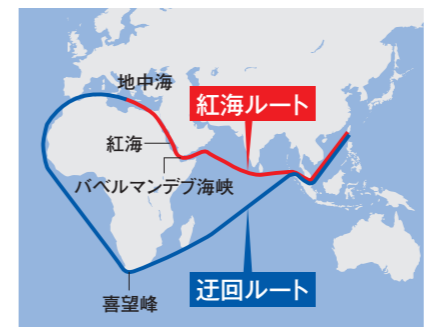 地中海
紅海ルート
紅海
バベルマンデブ海峡
迂回ルート
喜望峰